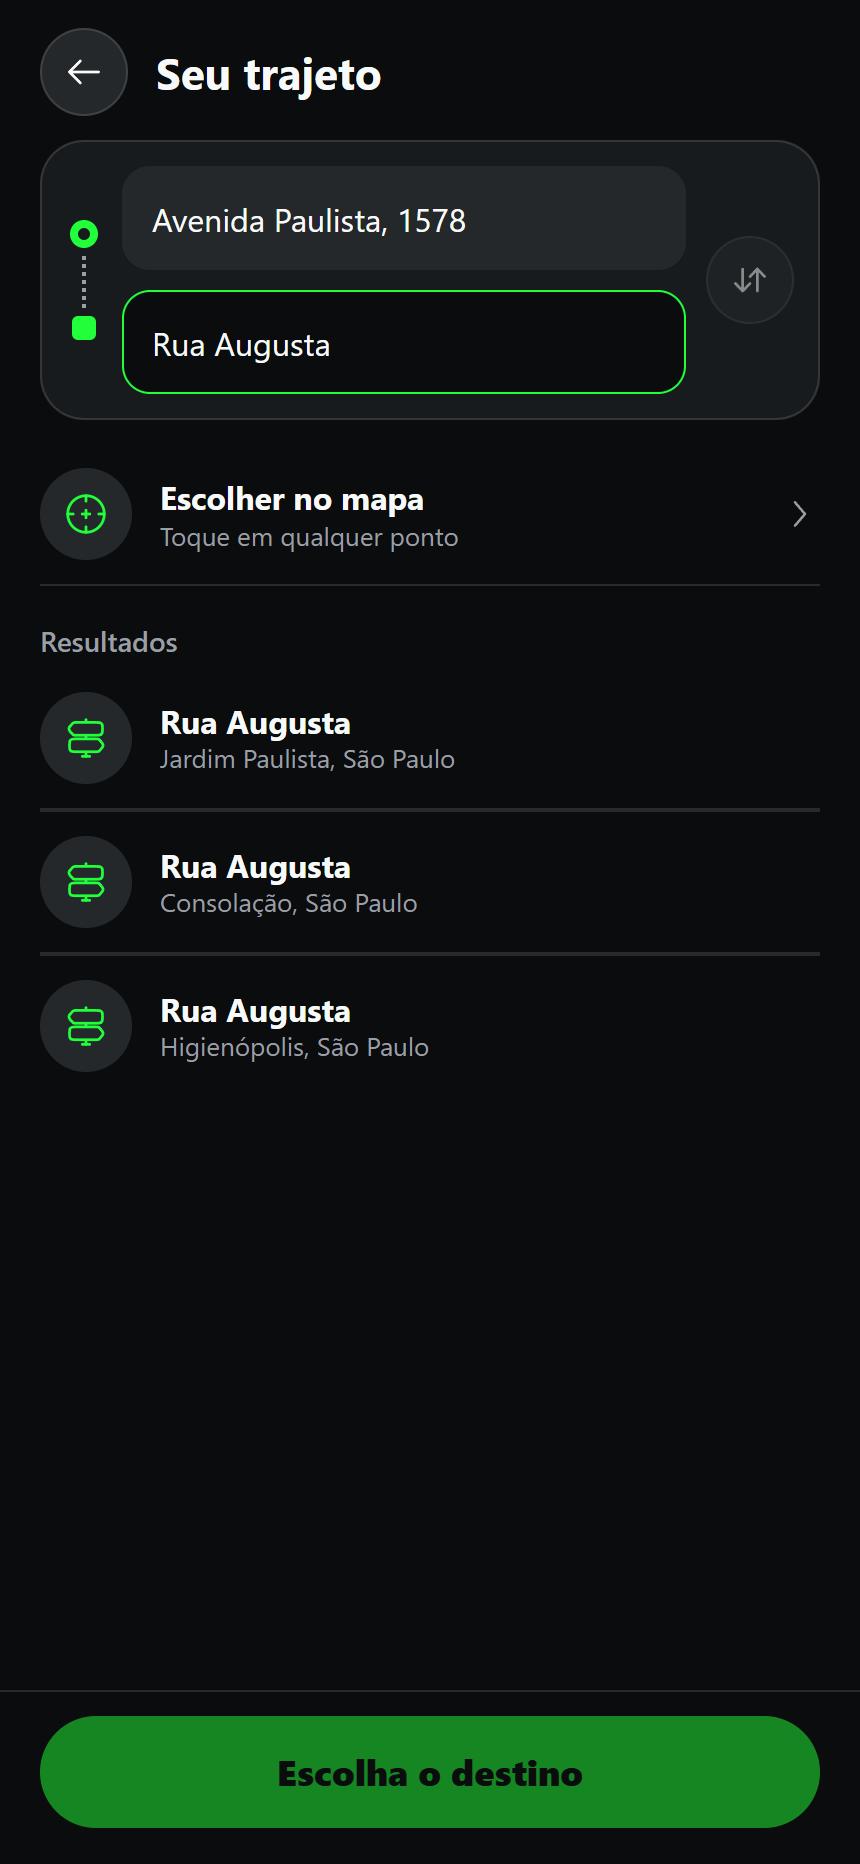 Seu trajeto
Avenida Paulista, 1578
Rua Augusta
Escolher no mapa
Toque em qualquer ponto
Resultados
Rua Augusta
Jardim Paulista, São Paulo
Rua Augusta
Consolação, São Paulo
Rua Augusta
Higienópolis, São Paulo
Escolha o destino